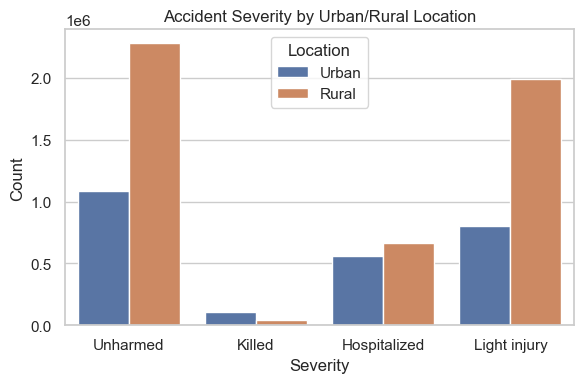 Accident Severity by Urban/Rural Location
1e6
Location
Urban
Rural
2.0
1.5
1.0
0.5
0.0
Count
Unharmed
Killed
Hospitalized
Light injury
Severity